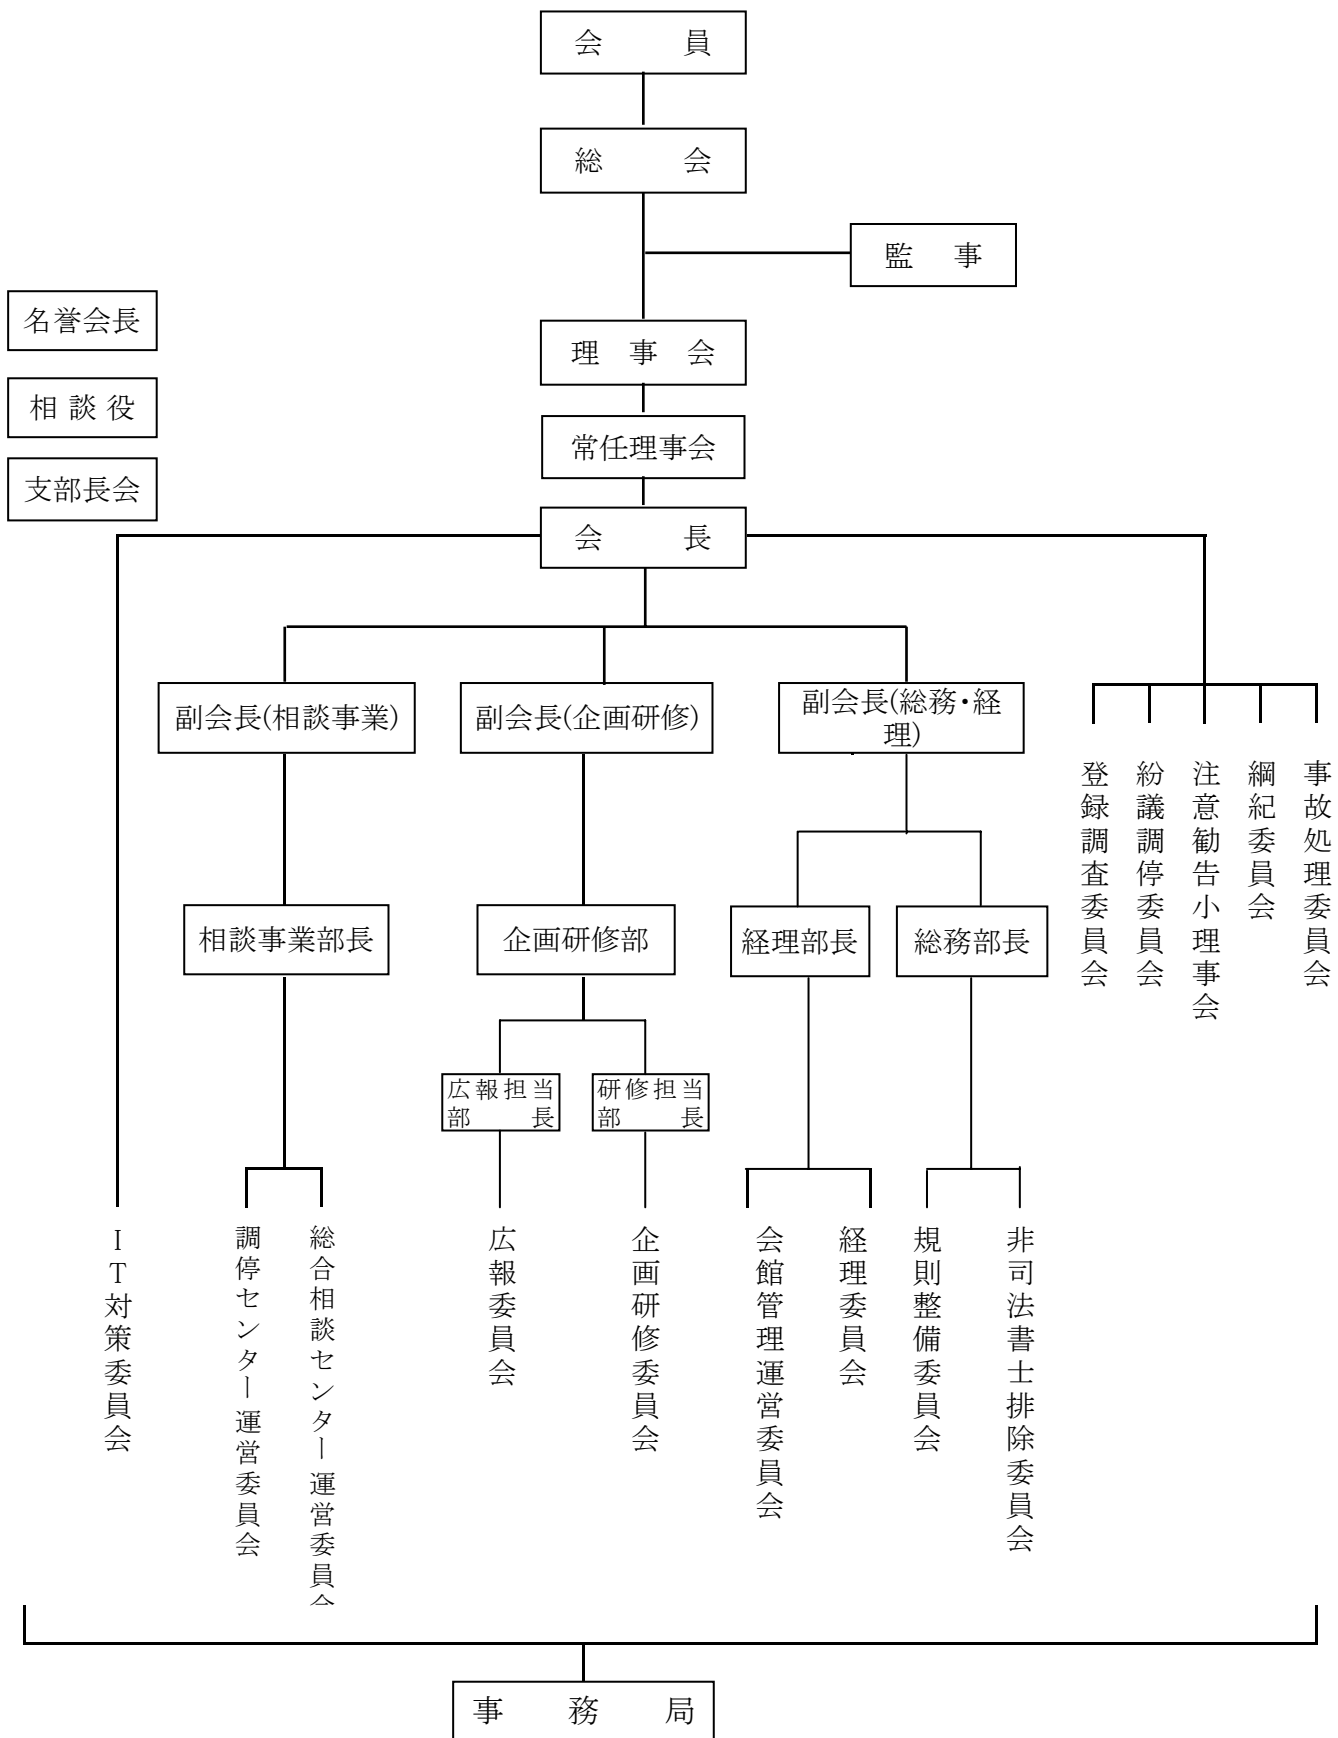 会員
総会
監事
名誉会長
理事会
相談役
常任理事会
支部長会
会長
副会長(相談事業)
副会長(企画研修)
副会長(総務・経
理)
登録調査委員会
紛議調停委員会
注意勧告小理事会
綱紀委員会
事故処理委員会
相談事業部長
企画研修部
経理部長
総務部長
広報担当
部長
研修担当
部長
IT対策委員会
調停センター運営委員会
総合相談センター運営委員会
広報委員会
企画研修委員会
会館管理運営委員会
経理委員会
規則整備委員会
非司法書士排除委員会
事務局